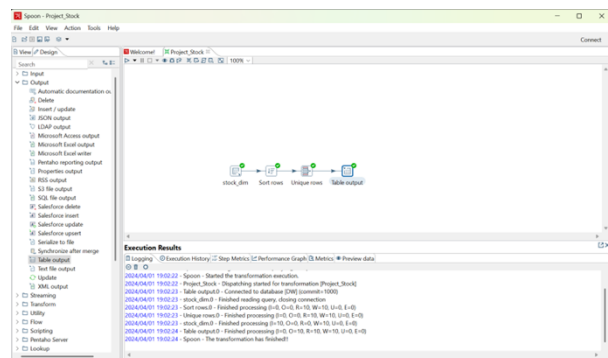 Spoon - Project_Stock
File Edit View Action Tools Help
Connect
View Design
Welcome! Project_Stock
Search
100%
Input
Output
Automatic documentation ou
Delete
Insert / update
JSON output
LDAP output
Microsoft Access output
Microsoft Excel output
Microsoft Excel writer
Pentaho reporting output
Properties output
RSS output
S3 file output
SQL file output
Salesforce delete
Salesforce insert
Salesforce update
Salesforce upsert
Serialize to file
Synchronize after merge
Table output
Text file output
Update
XML output
Streaming
Transform
Utility
Flow
Scripting
Pentaho Server
Lookup
stock_dim Sort rows Unique rows Table output
Execution Results
Logging Execution History Step Metrics Performance Graph Metrics Preview data
2024/04/01 19:02:22 - Spoon - Started the transformation execution.
2024/04/01 19:02:22 - Project_Stock - Dispatching started for transformation [Project_Stock]
2024/04/01 19:02:23 - Table output.0 - Connected to database [DW] (commit=1000)
2024/04/01 19:02:23 - stock_dim.0 - Finished reading query, closing connection
2024/04/01 19:02:23 - Sort rows.0 - Finished processing (I=0, O=0, R=10, W=10, U=0, E=0)
2024/04/01 19:02:23 - Unique rows.0 - Finished processing (I=0, O=0, R=10, W=10, U=0, E=0)
2024/04/01 19:02:23 - stock_dim.0 - Finished processing (I=10, O=0, R=0, W=10, U=0, E=0)
2024/04/01 19:02:24 - Table output.0 - Finished processing (I=0, O=10, R=10, W=10, U=0, E=0)
2024/04/01 19:02:24 - Spoon - The transformation has finished!!